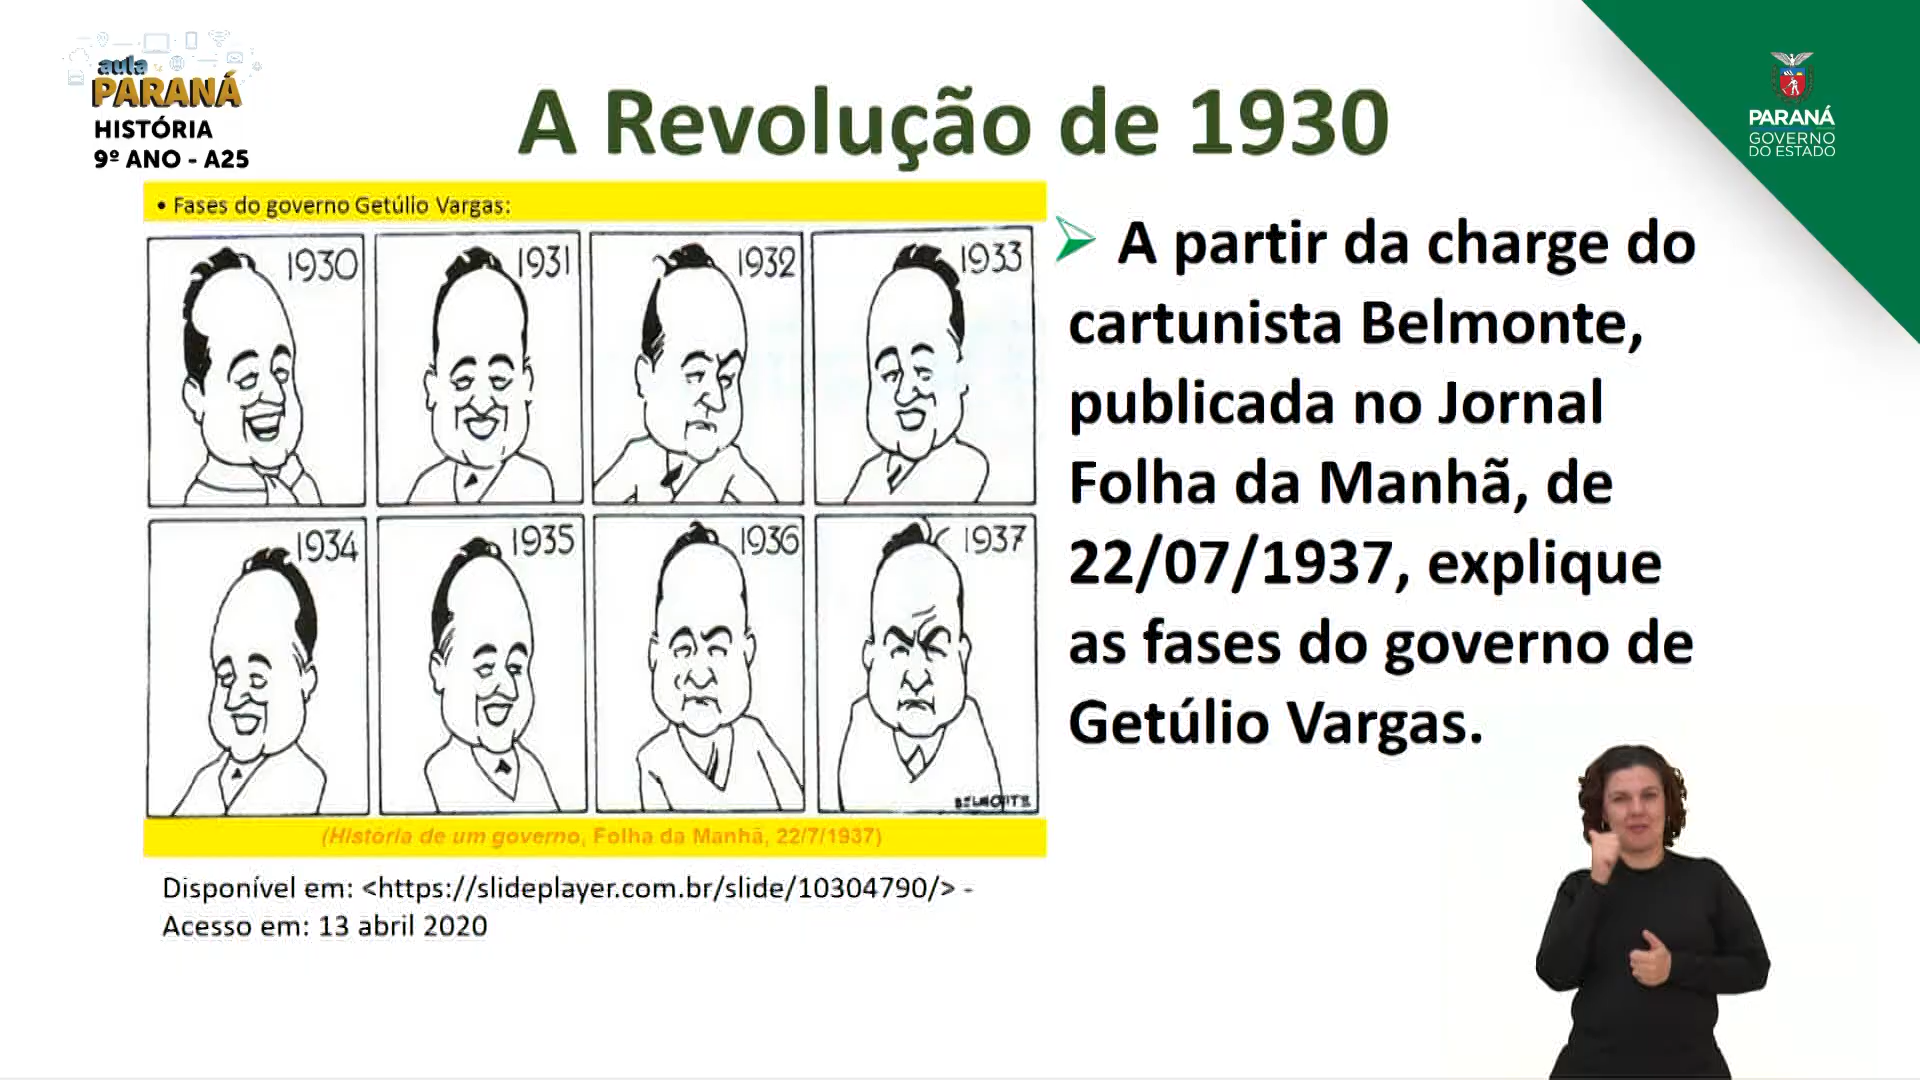 aula
PARANÁ
HISTÓRIA
9º ANO - A25
A Revolução de 1930
PARANÁ
GOVERNO
DO ESTADO
• Fases do governo Getúlio Vargas:
1930
1931
1932
1933
1934
1935
1936
1937
BELMONTE
(História de um governo, Folha da Manhã, 22/7/1937)
Disponível em: <https://slideplayer.com.br/slide/10304790/> -
Acesso em: 13 abril 2020
A partir da charge do
cartunista Belmonte,
publicada no Jornal
Folha da Manhã, de
22/07/1937, explique
as fases do governo de
Getúlio Vargas.